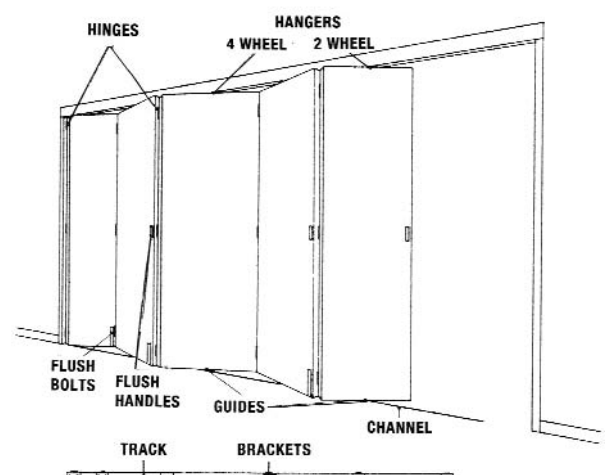 HANGERS
HINGES
4 WHEEL
2 WHEEL
FLUSH
BOLTS
FLUSH
HANDLES
GUIDES
CHANNEL
TRACK
BRACKETS